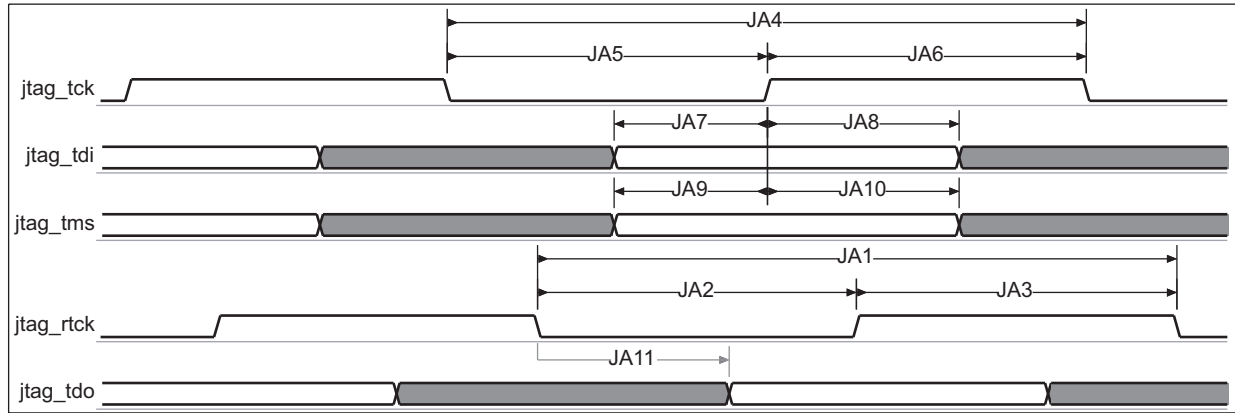 JA4
JA5 JA6
jtag_tck
JA7 JA8
jtag_tdi
JA9 JA10
jtag_tms
JA1
JA2 JA3
jtag_rtck
JA11
jtag_tdo